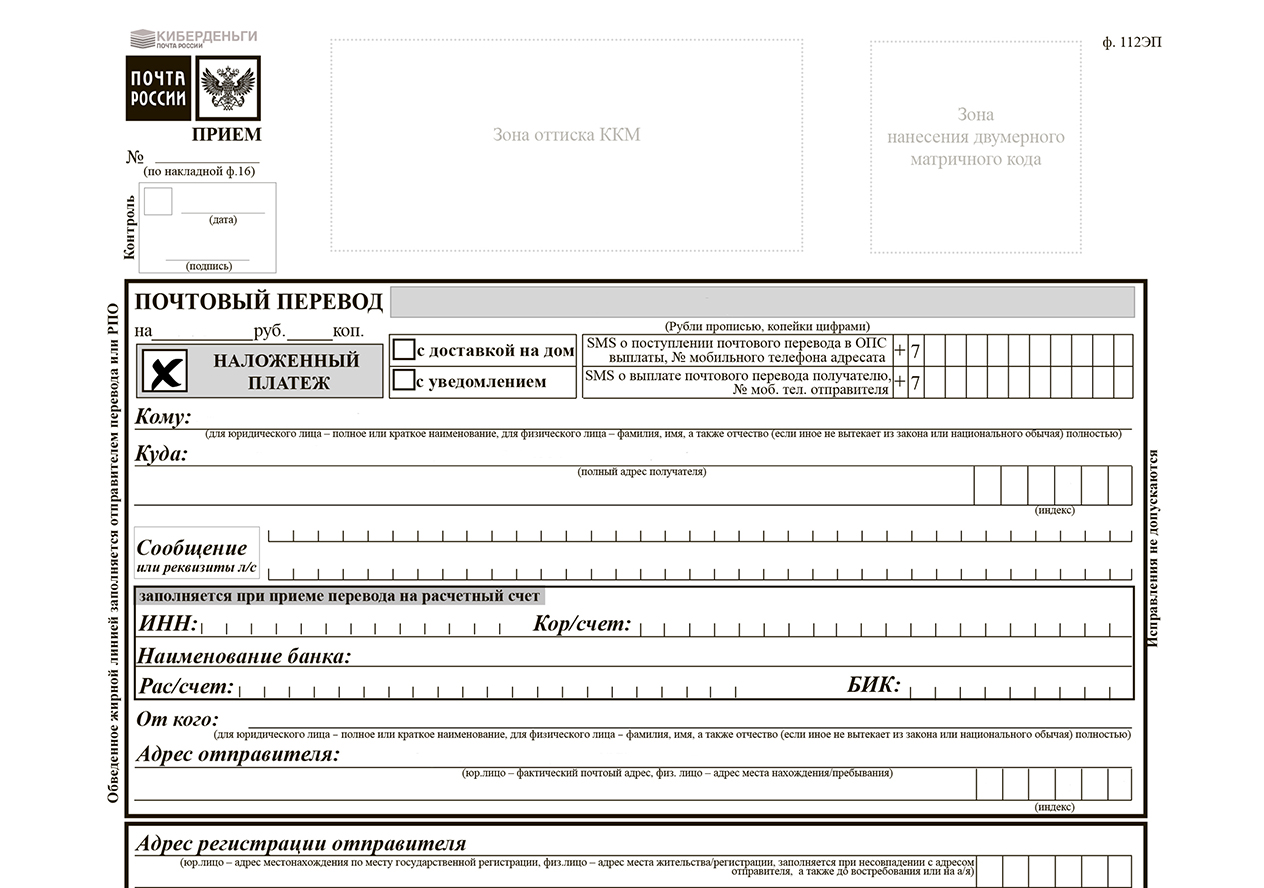 КИБЕРДЕНЬГИ
ПОЧТА РОССИИ
ф. 112ЭП
ПОЧТА
РОССИИ
ПРИЕМ
№
(по накладной ф.16)
Контроль
(дата)
(подпись)
Зона оттиска ККМ
Зона
нанесения двумерного
матричного кода
Обведенное жирной линией заполняется отправителем перевода или РПО
Исправления не допускаются
ПОЧТОВЫЙ ПЕРЕВОД
(Рубли прописью, копейки цифрами)
на__________руб._____коп.
НАЛОЖЕННЫЙ
ПЛАТЕЖ
с доставкой на дом
с уведомлением
SMS о поступлении почтового перевода в ОПС
выплаты, № мобильного телефона адресата
+ 7
SMS о выплате почтового перевода получателю,
№ моб. тел. отправителя
+ 7
Кому:
(для юридического лица – полное или краткое наименование, для физического лица – фамилия, имя, а также отчество (если иное не вытекает из закона или национального обычая) полностью)
Куда:
(полный адрес получателя)
(индекс)
Сообщение
или реквизиты л/с
заполняется при приеме перевода на расчетный счет
ИНН: Кор/счет:
Наименование банка:
Рас/счет: БИК:
От кого:
(для юридического лица – полное или краткое наименование, для физического лица – фамилия, имя, а также отчество (если иное не вытекает из закона или национального обычая) полностью)
Адрес отправителя:
(юр.лицо – фактический почтоый адрес, физ. лицо – адрес места нахождения/пребывания)
(индекс)
Адрес регистрации отправителя
(юр.лицо – адрес местонахождения по месту государственной регистрации, физ.лицо – адрес места жительства/регистрации, заполняется при несовпадении с адресом
отправителя, а также до востребования или на а/я)